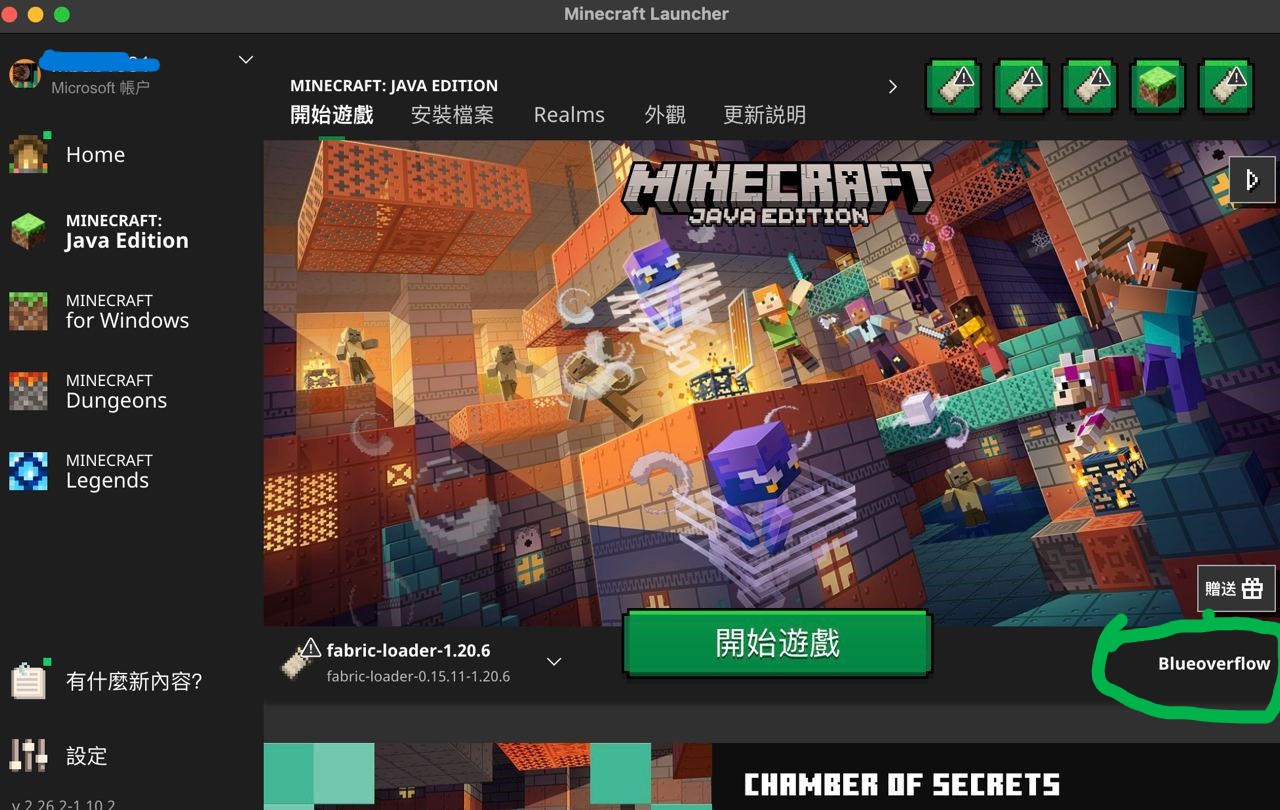 Minecraft Launcher
Microsoft 帳户
MINECRAFT: JAVA EDITION
開始遊戲 安裝檔案 Realms 外觀 更新説明
Home
MINECRAFT:
Java Edition
MINECRAFT
for Windows
MINECRAFT
Dungeons
MINECRAFT
Legends
有什麼新內容?
設定
v 2.26.2-1.10.2
MINECRAFT
JAVA EDITION
贈送
fabric-loader-1.20.6
fabric-loader-0.15.11-1.20.6
開始遊戲
Blueoverflow
CHAMBER OF SECRETS